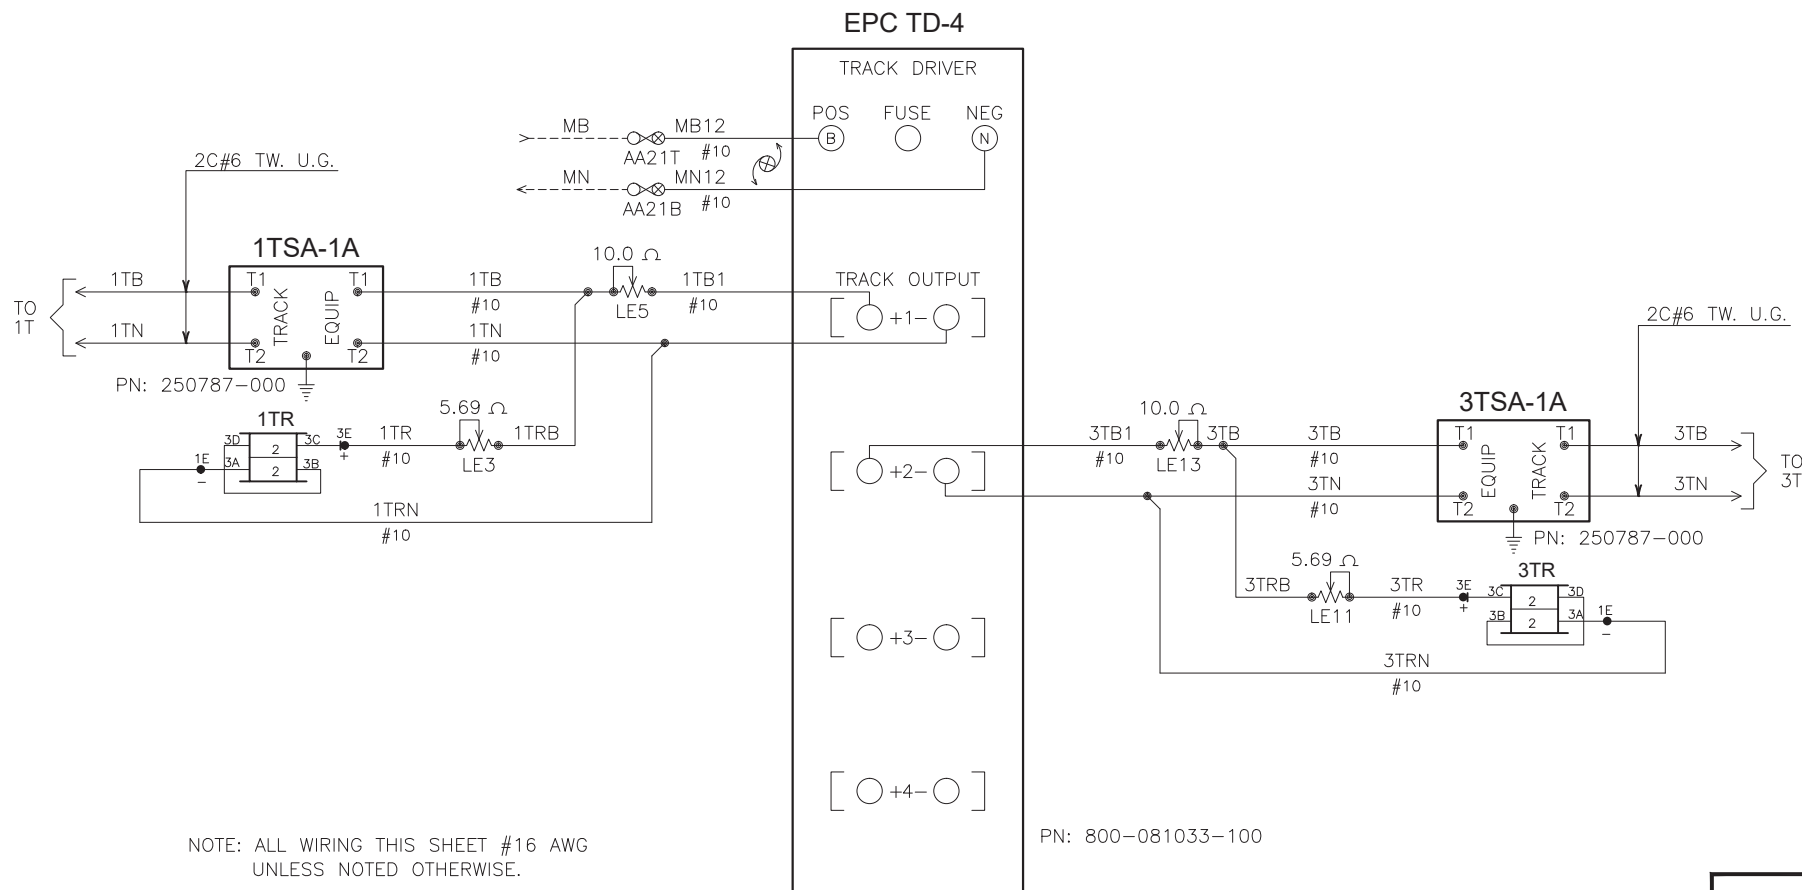 EPC TD-4
TRACK DRIVER
POS FUSE NEG
B N
MB MB12
AA21T #10
MN MN12
AA21B #10
2C#6 TW. U.G.
1TSA-1A
TO
1T
1TB
1TN
T1 T1
TRACK EQUIP
T2 T2
PN: 250787-000
1TB
#10
1TN
#10
10.0 Ω
LE5
1TB1
#10
TRACK OUTPUT
+1-
1TR
3D 2 3C
3A 2 3B
1E
-
3E
+
1TR
#10
5.69 Ω
LE3
1TRB
1TRN
#10
+2-
3TB1
#10
10.0 Ω
LE13
3TB
3TB
#10
3TN
#10
3TSA-1A
T1 T1
EQUIP TRACK
T2 T2
PN: 250787-000
2C#6 TW. U.G.
3TB
3TN
TO
3T
3TRB
5.69 Ω
LE11
3TR
#10
3E
+
3TR
3C 2 3D
3B 2 3A
1E
-
3TRN
#10
+3-
+4-
PN: 800-081033-100
NOTE: ALL WIRING THIS SHEET #16 AWG
UNLESS NOTED OTHERWISE.